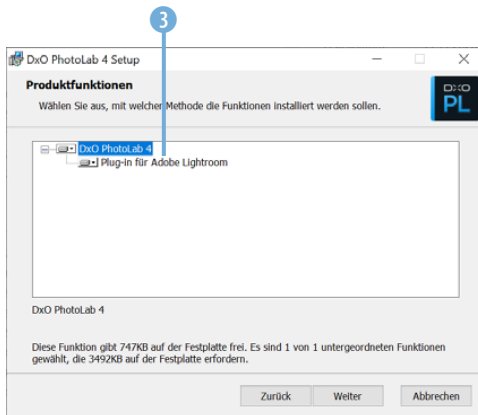 3
DxO PhotoLab 4 Setup
Produktfunktionen
Wählen Sie aus, mit welcher Methode die Funktionen installiert werden sollen.
DXO
PL
DxO PhotoLab 4
Plug-in für Adobe Lightroom
DxO PhotoLab 4
Diese Funktion gibt 747KB auf der Festplatte frei. Es sind 1 von 1 untergeordneten Funktionen
gewählt, die 3492KB auf der Festplatte erfordern.
Zurück Weiter Abbrechen